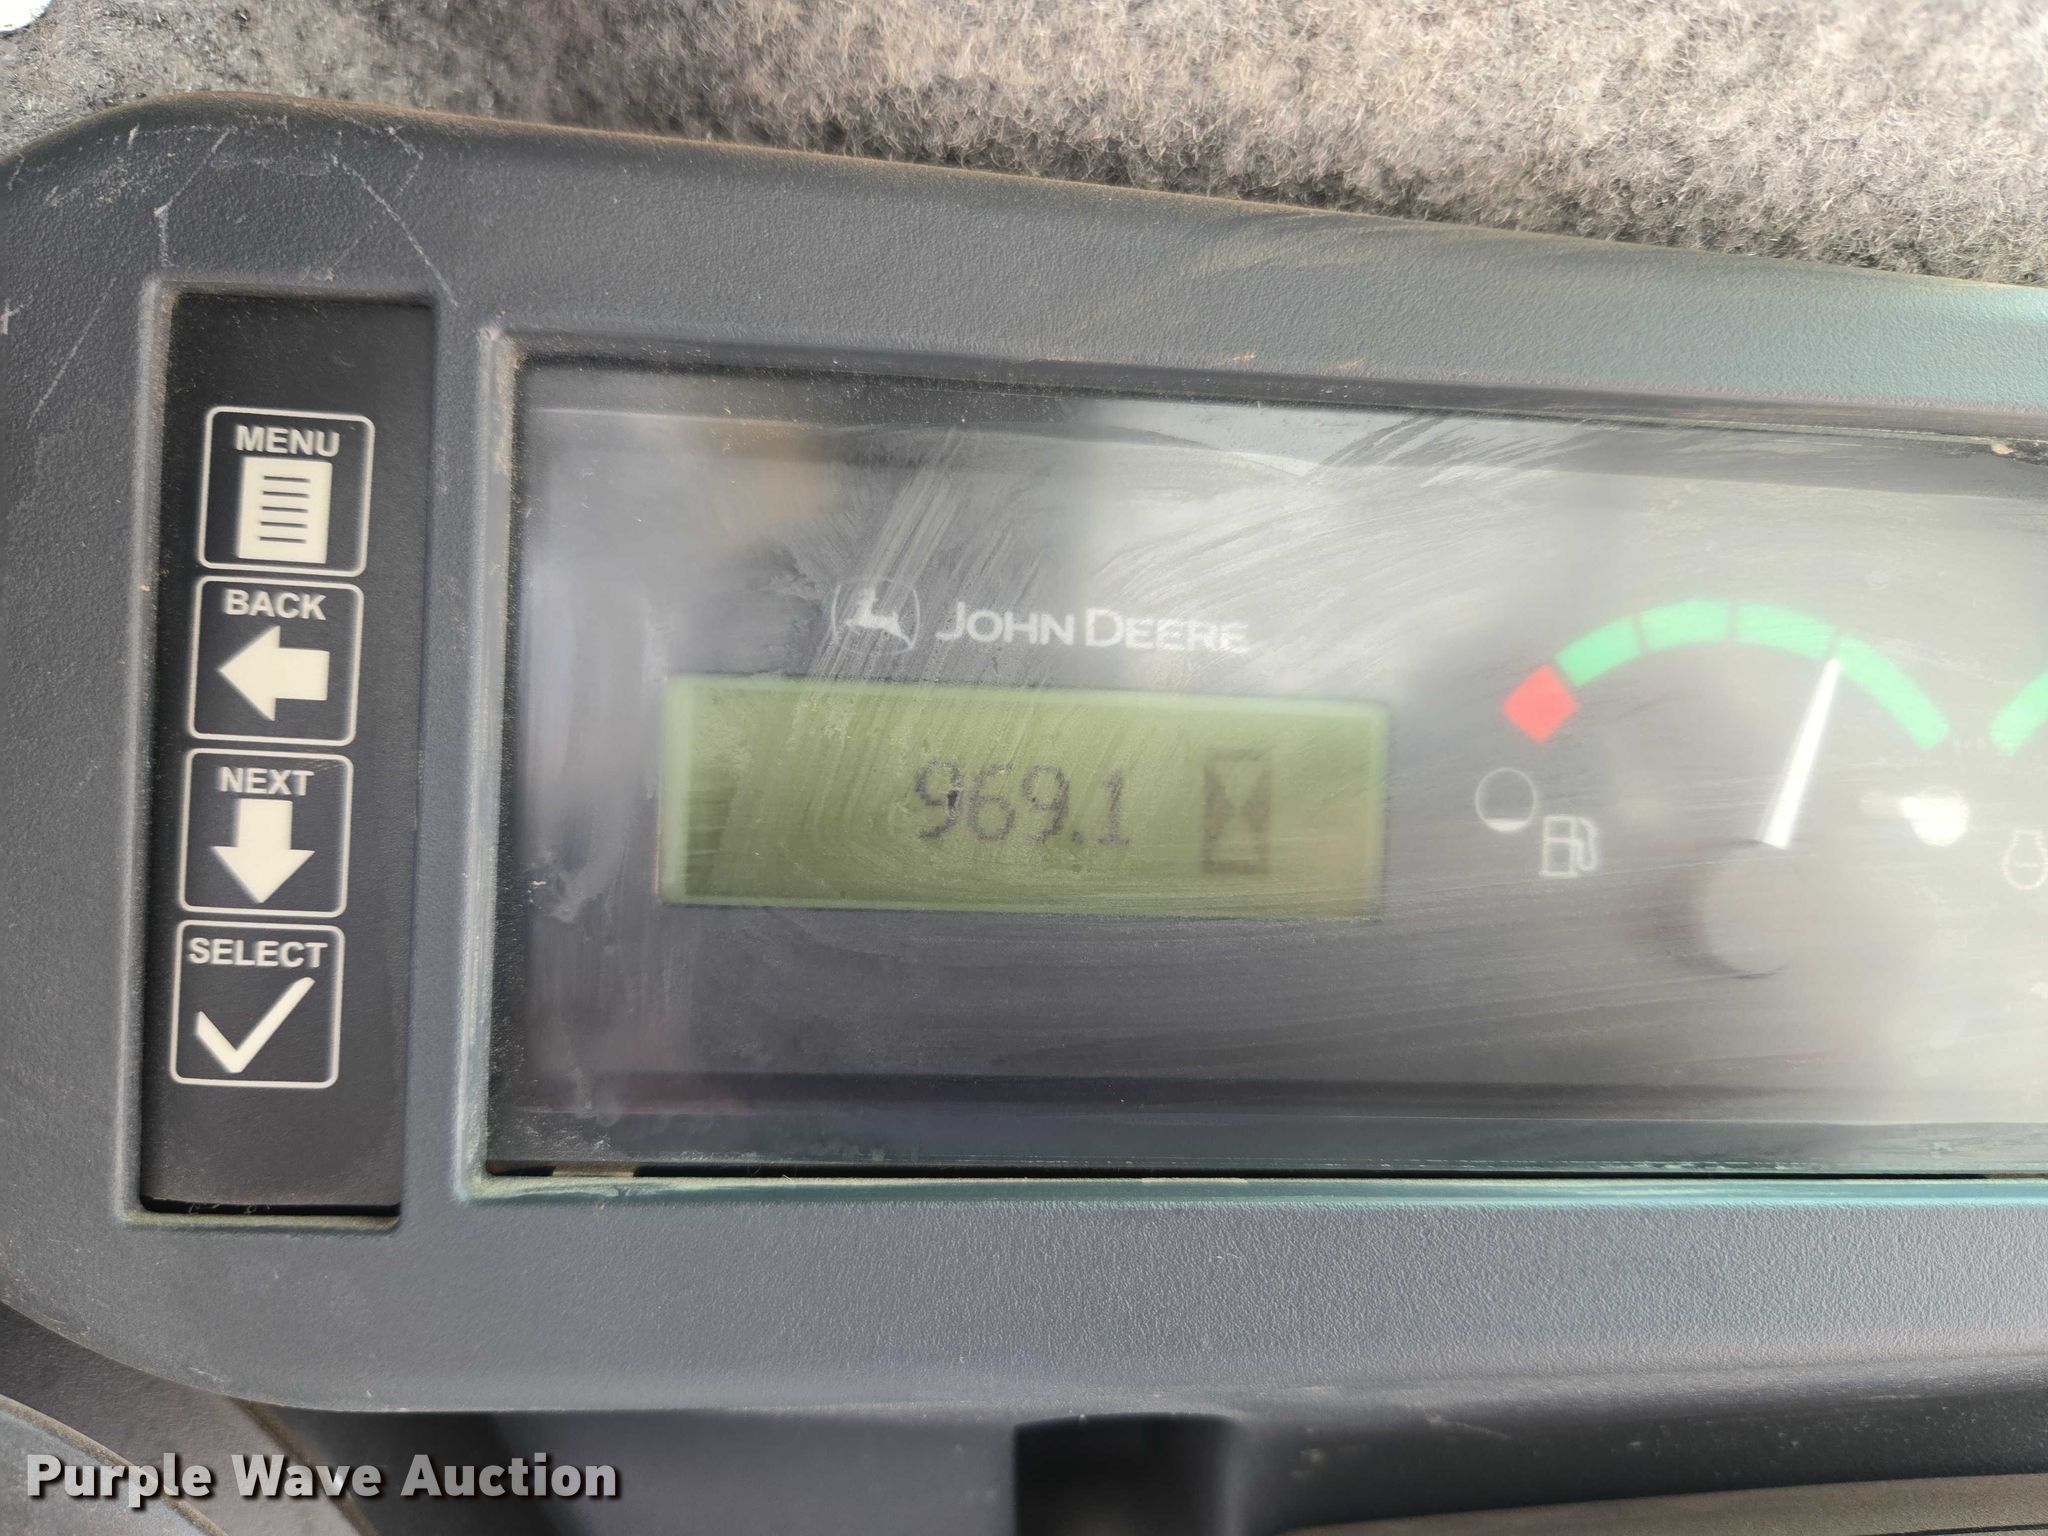 MENU
BACK
NEXT
SELECT
JOHN DEERE
969.1
Purple Wave Auction